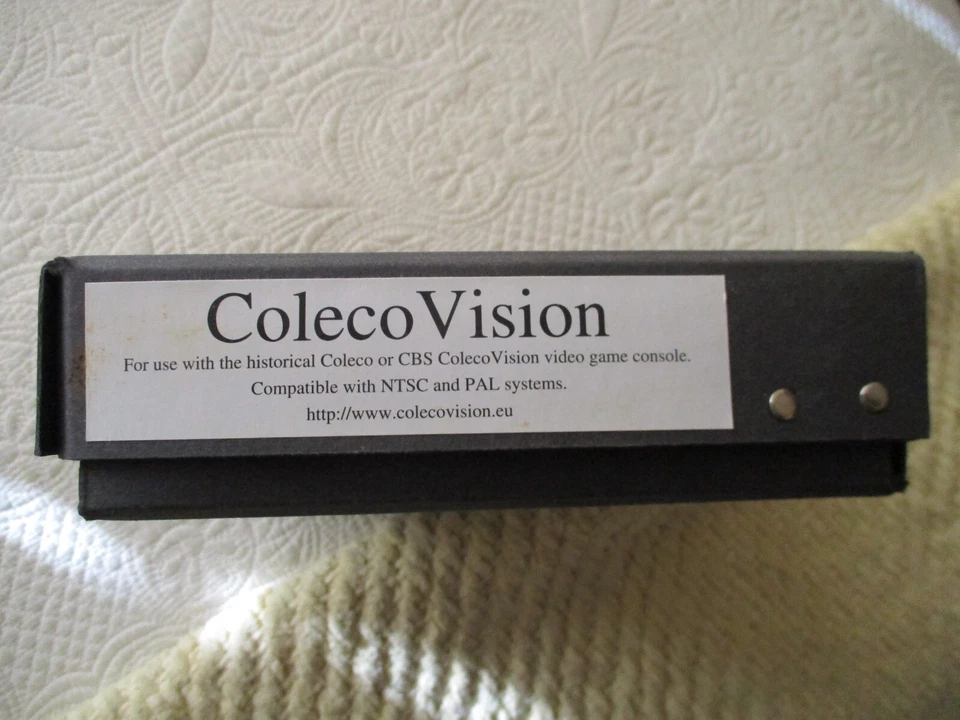 ColecoVision
For use with the historical Coleco or CBS ColecoVision video game console.
Compatible with NTSC and PAL systems.
http://www.colecovision.eu